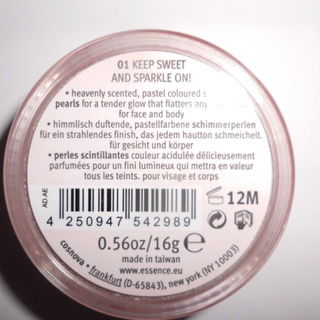 01 KEEP SWEET
AND SPARKLE ON!
• heavenly scented, pastel coloured
pearls for a tender glow that flatters any
for face and body
• himmlisch duftende, pastellfarbene schimmerperlen
für ein strahlendes finish, das jedem hautton schmeichelt.
für gesicht und körper
• perles scintillantes couleur acidulée délicieusement
parfumées pour un fini lumineux qui mettra en valeur
tous les teints. pour visage et corps
AD.AE
12M
4 250947 542989
0.56oz/16g e
made in taiwan
www.essence.eu
cosnova • frankfurt (D-65843), new york (NY 10003)